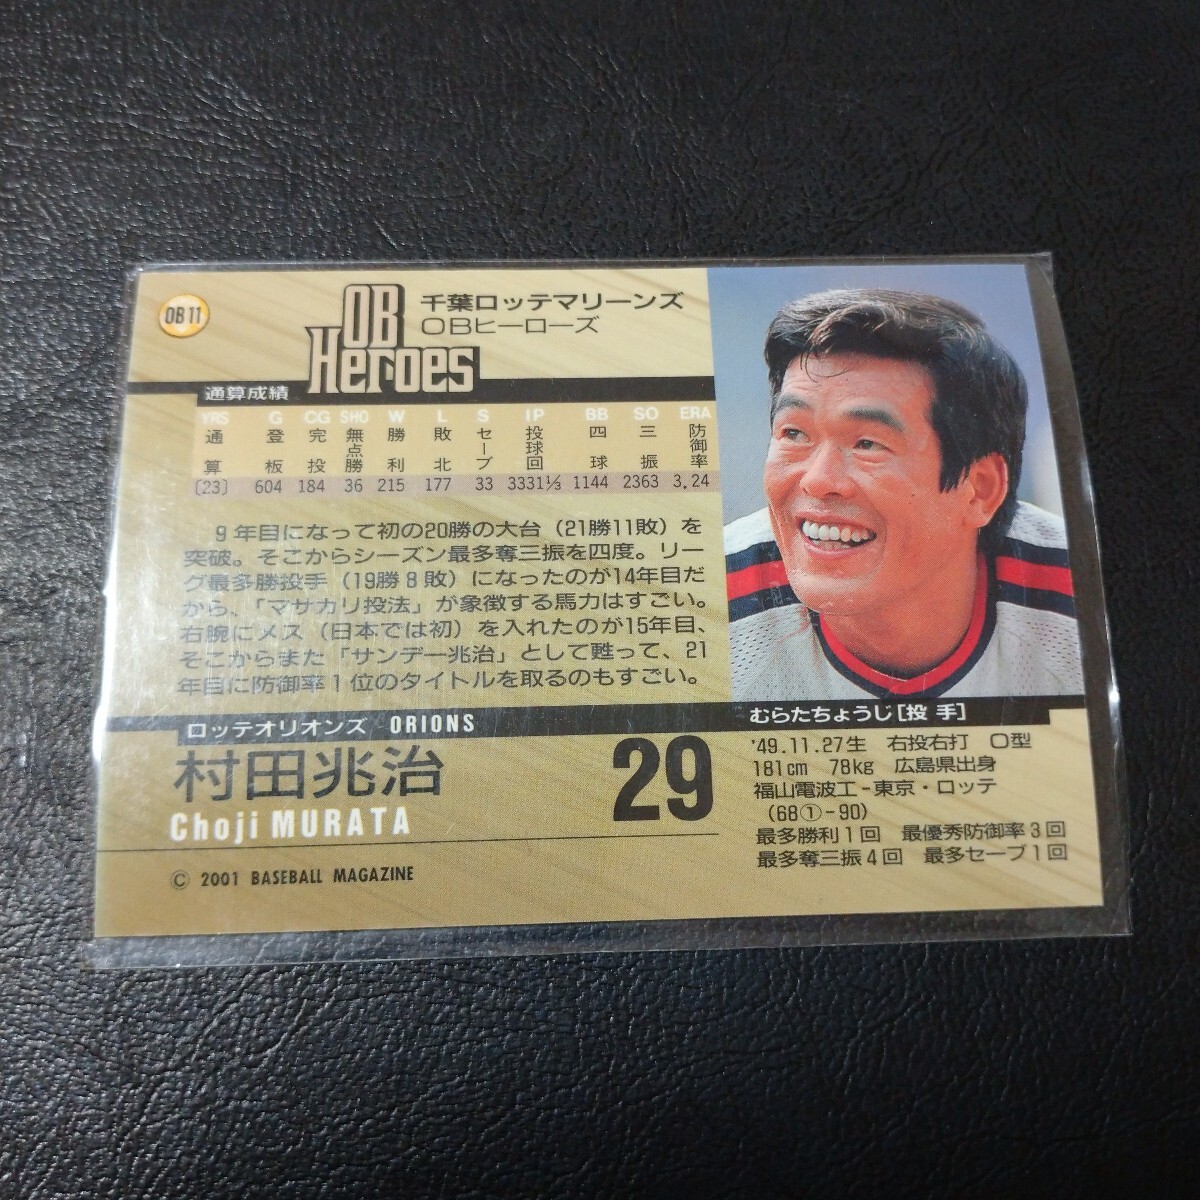 OB 11
OB
Heroes
千葉ロッテマリーンズ
OBヒーローズ
通算成績
YRS G CG SHO W L S IP BB SO ERA
通算 登板 完投 無点勝 勝利 敗北 セーブ 投球回 四球 三振 防御率
[23] 604 184 36 215 177 33 3331⅓ 1144 2363 3.24
9年目になって初の20勝の大台（21勝11敗）を
突破。そこからシーズン最多奪三振を四度。リー
グ最多勝投手（19勝8敗）になったのが14年目だ
から、「マサカリ投法」が象徴する馬力はすごい。
右腕にメス（日本では初）を入れたのが15年目、
そこからまた「サンデー兆治」として甦って、21
年目に防御率1位のタイトルを取るのもすごい。
ロッテオリオンズ ORIONS
村田兆治
Choji MURATA
29
© 2001 BASEBALL MAGAZINE
むらたちょうじ[投 手]
'49.11.27生 右投右打 O型
181cm 78kg 広島県出身
福山電波工-東京・ロッテ
（68①-90）
最多勝利1回 最優秀防御率3回
最多奪三振4回 最多セーブ1回